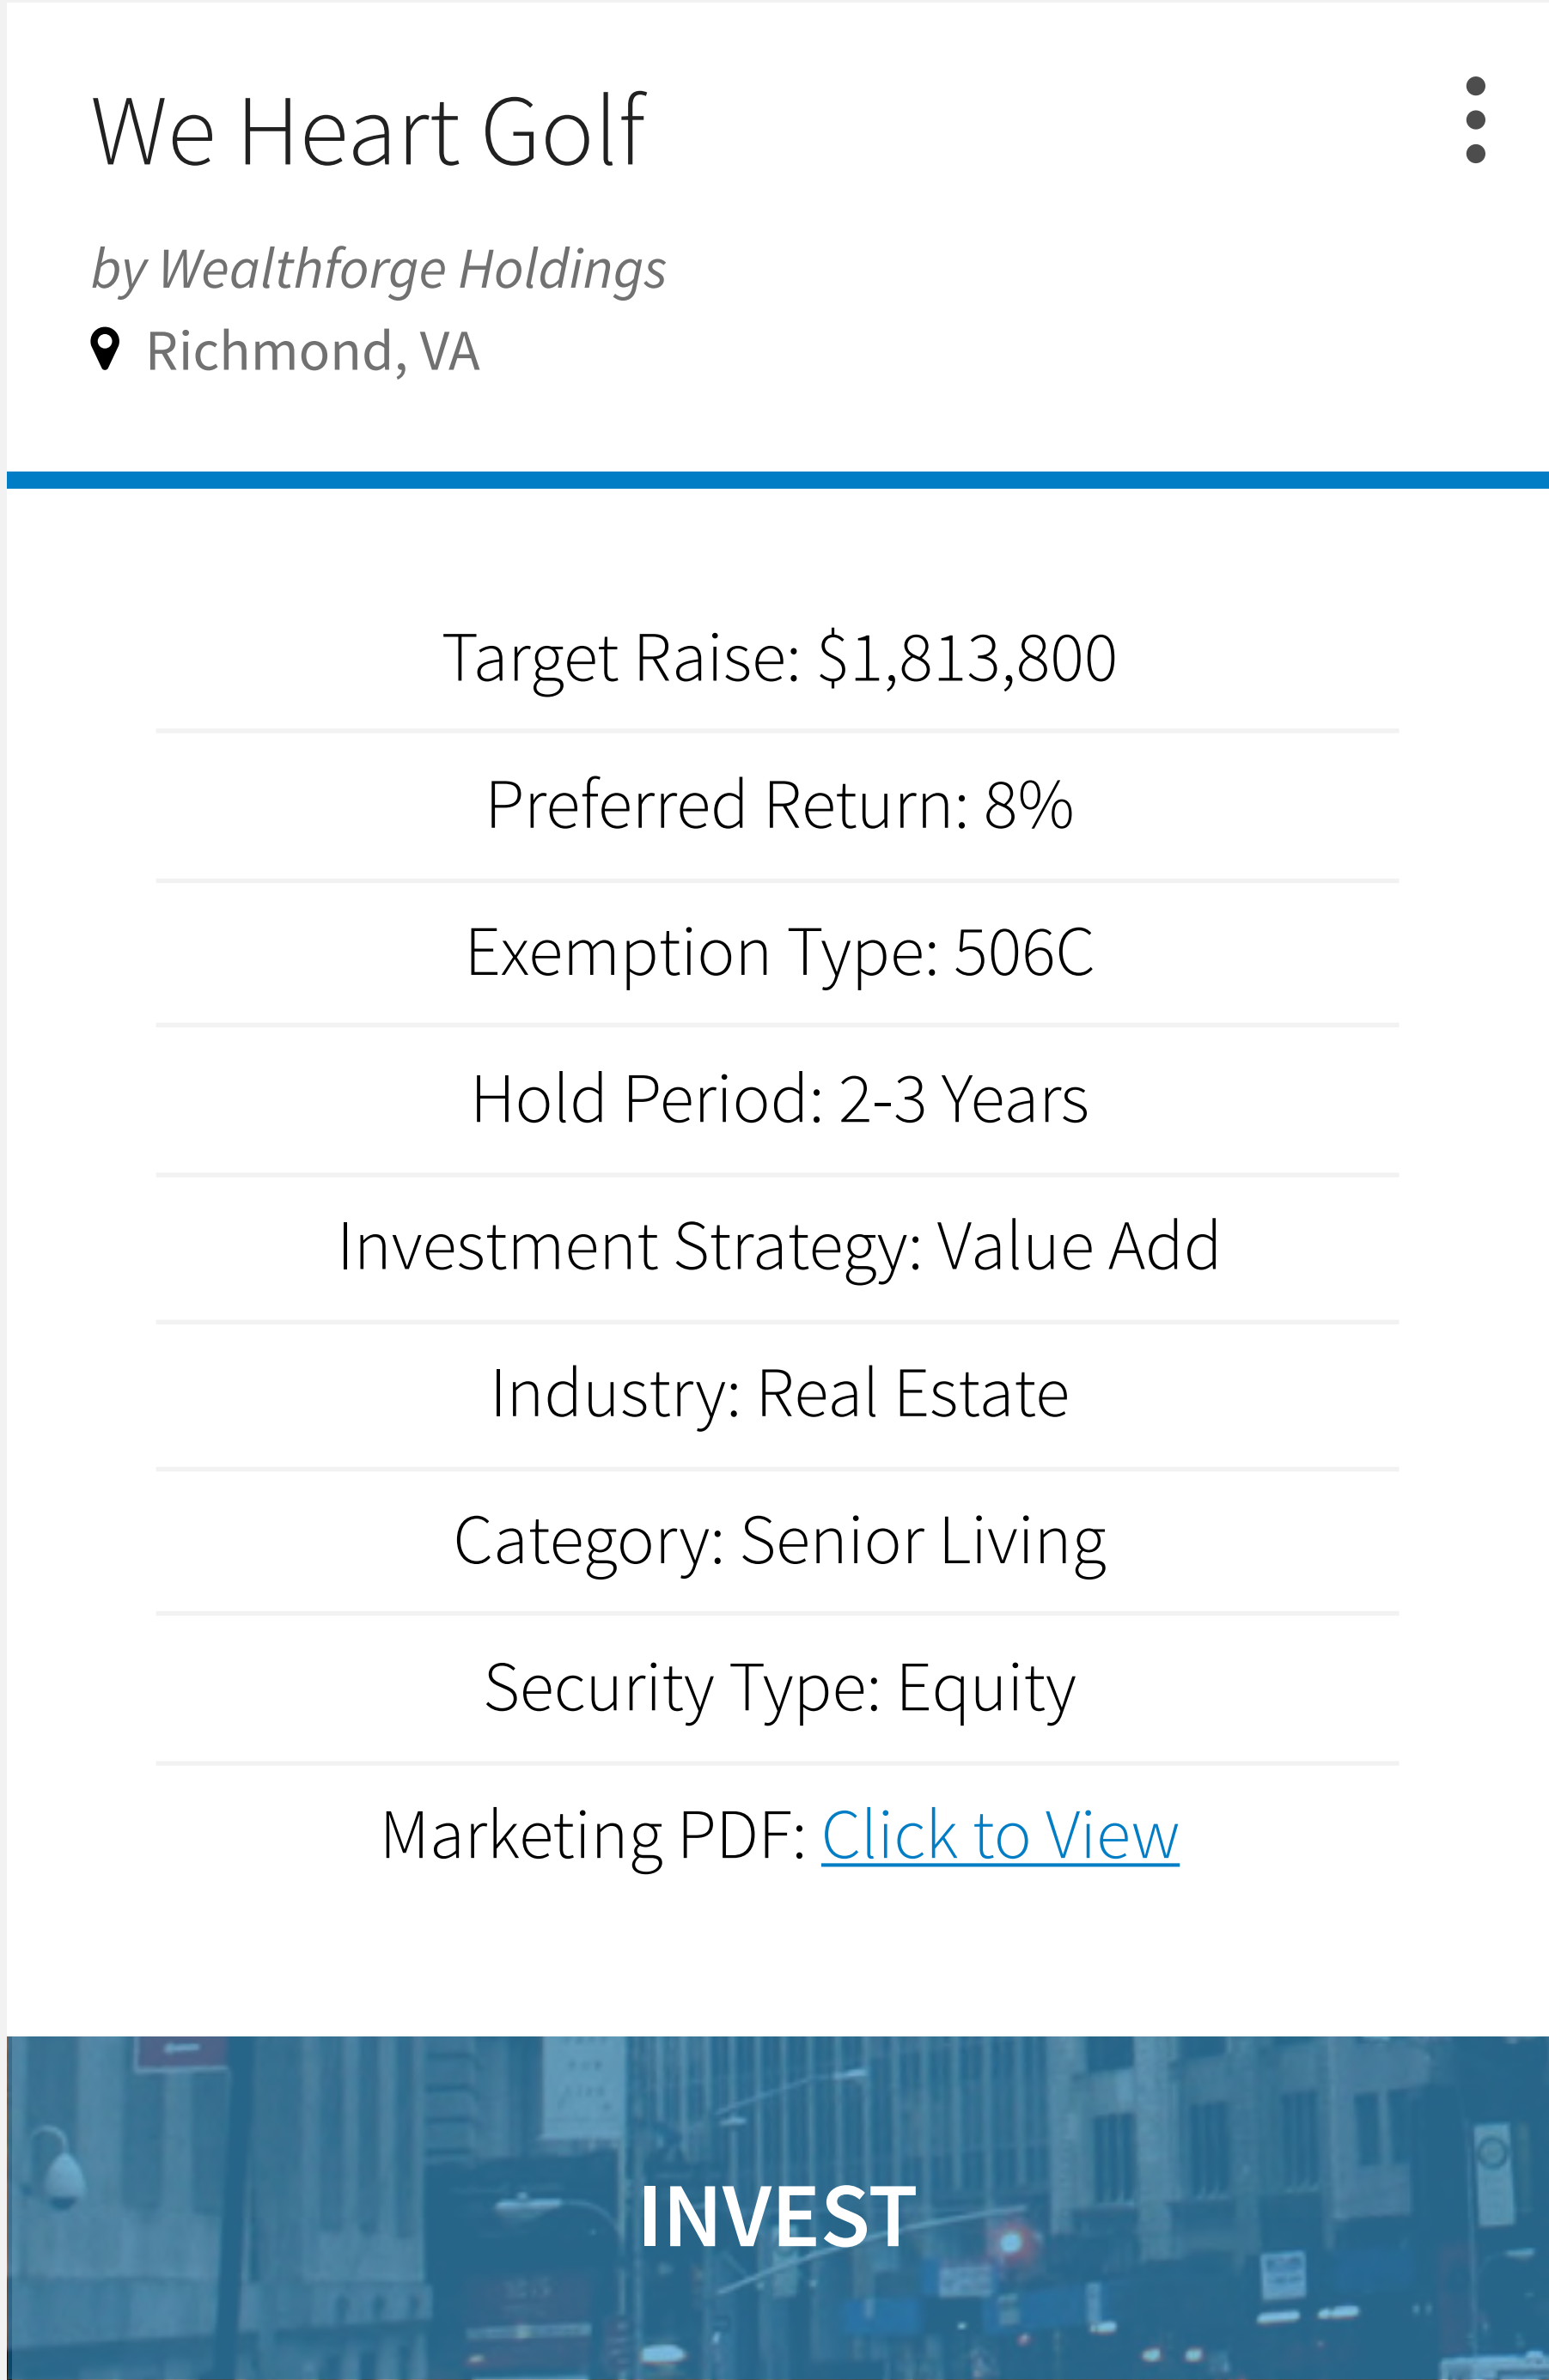 We Heart Golf
by Wealthforge Holdings
Richmond, VA
Target Raise: $1,813,800
Preferred Return: 8%
Exemption Type: 506C
Hold Period: 2-3 Years
Investment Strategy: Value Add
Industry: Real Estate
Category: Senior Living
Security Type: Equity
Marketing PDF: Click to View
INVEST